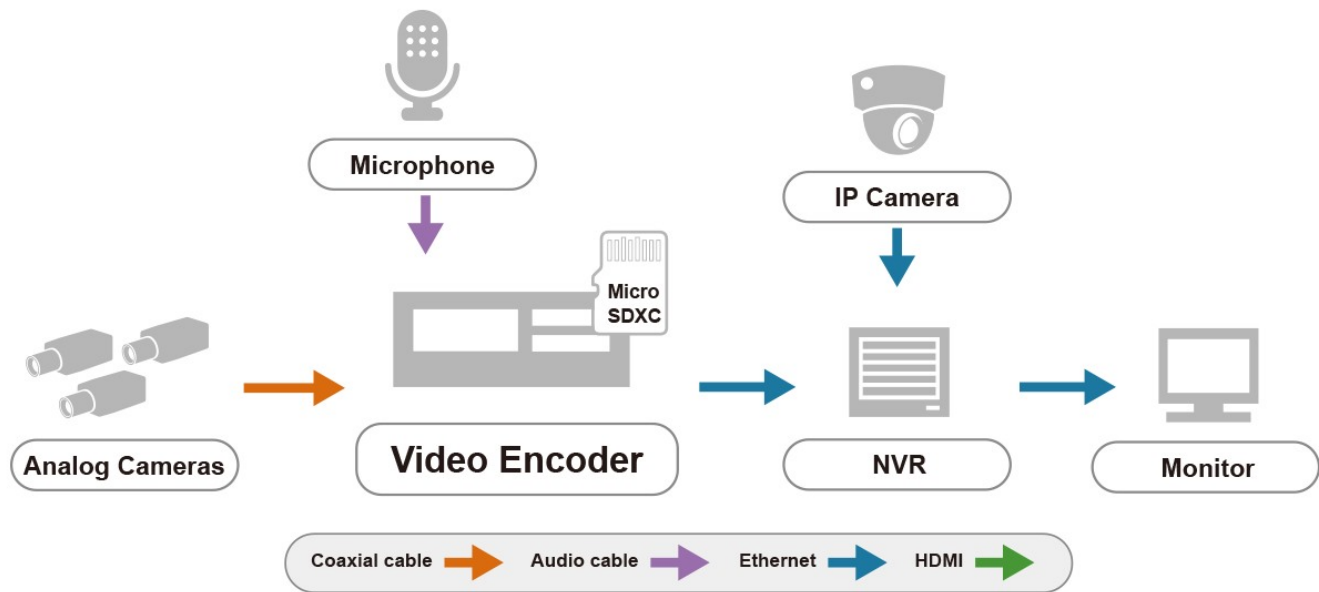 Microphone
IP Camera
Micro
SDXC
Analog Cameras
Video Encoder
NVR
Monitor
Coaxial cable
Audio cable
Ethernet
HDMI